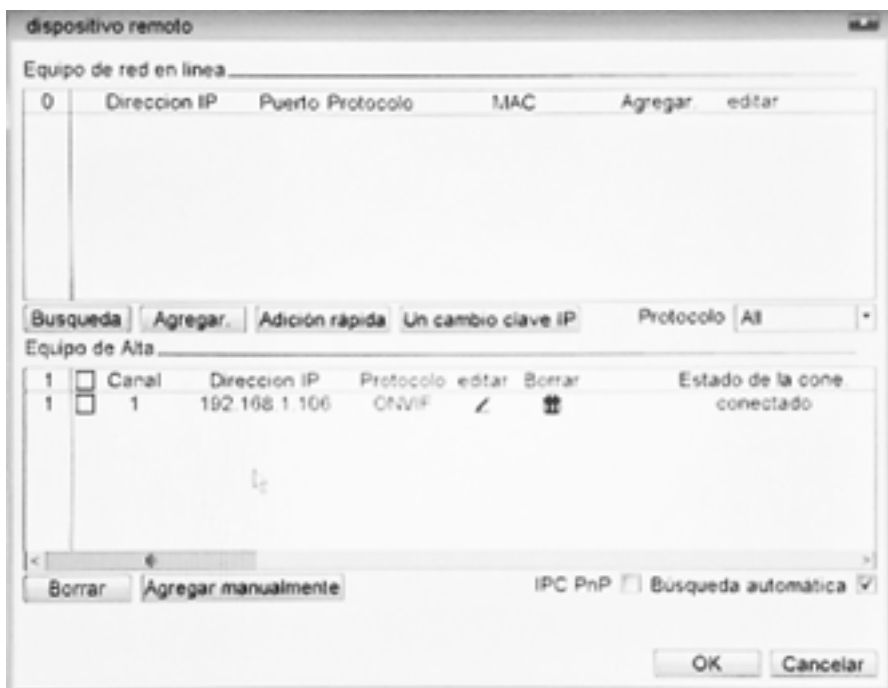 dispositivo remoto
Equipo de red en linea
0 Direccion IP Puerto Protocolo MAC Agregar. editar
Busqueda Agregar. Adición rápida Un cambio clave IP Protocolo All
Equipo de Alta
1 Canal Direccion IP Protocolo editar Borrar Estado de la cone
1 1 192.168.1.106 ONVIF conectado
Borrar Agregar manualmente IPC PnP Búsqueda automática
OK Cancelar